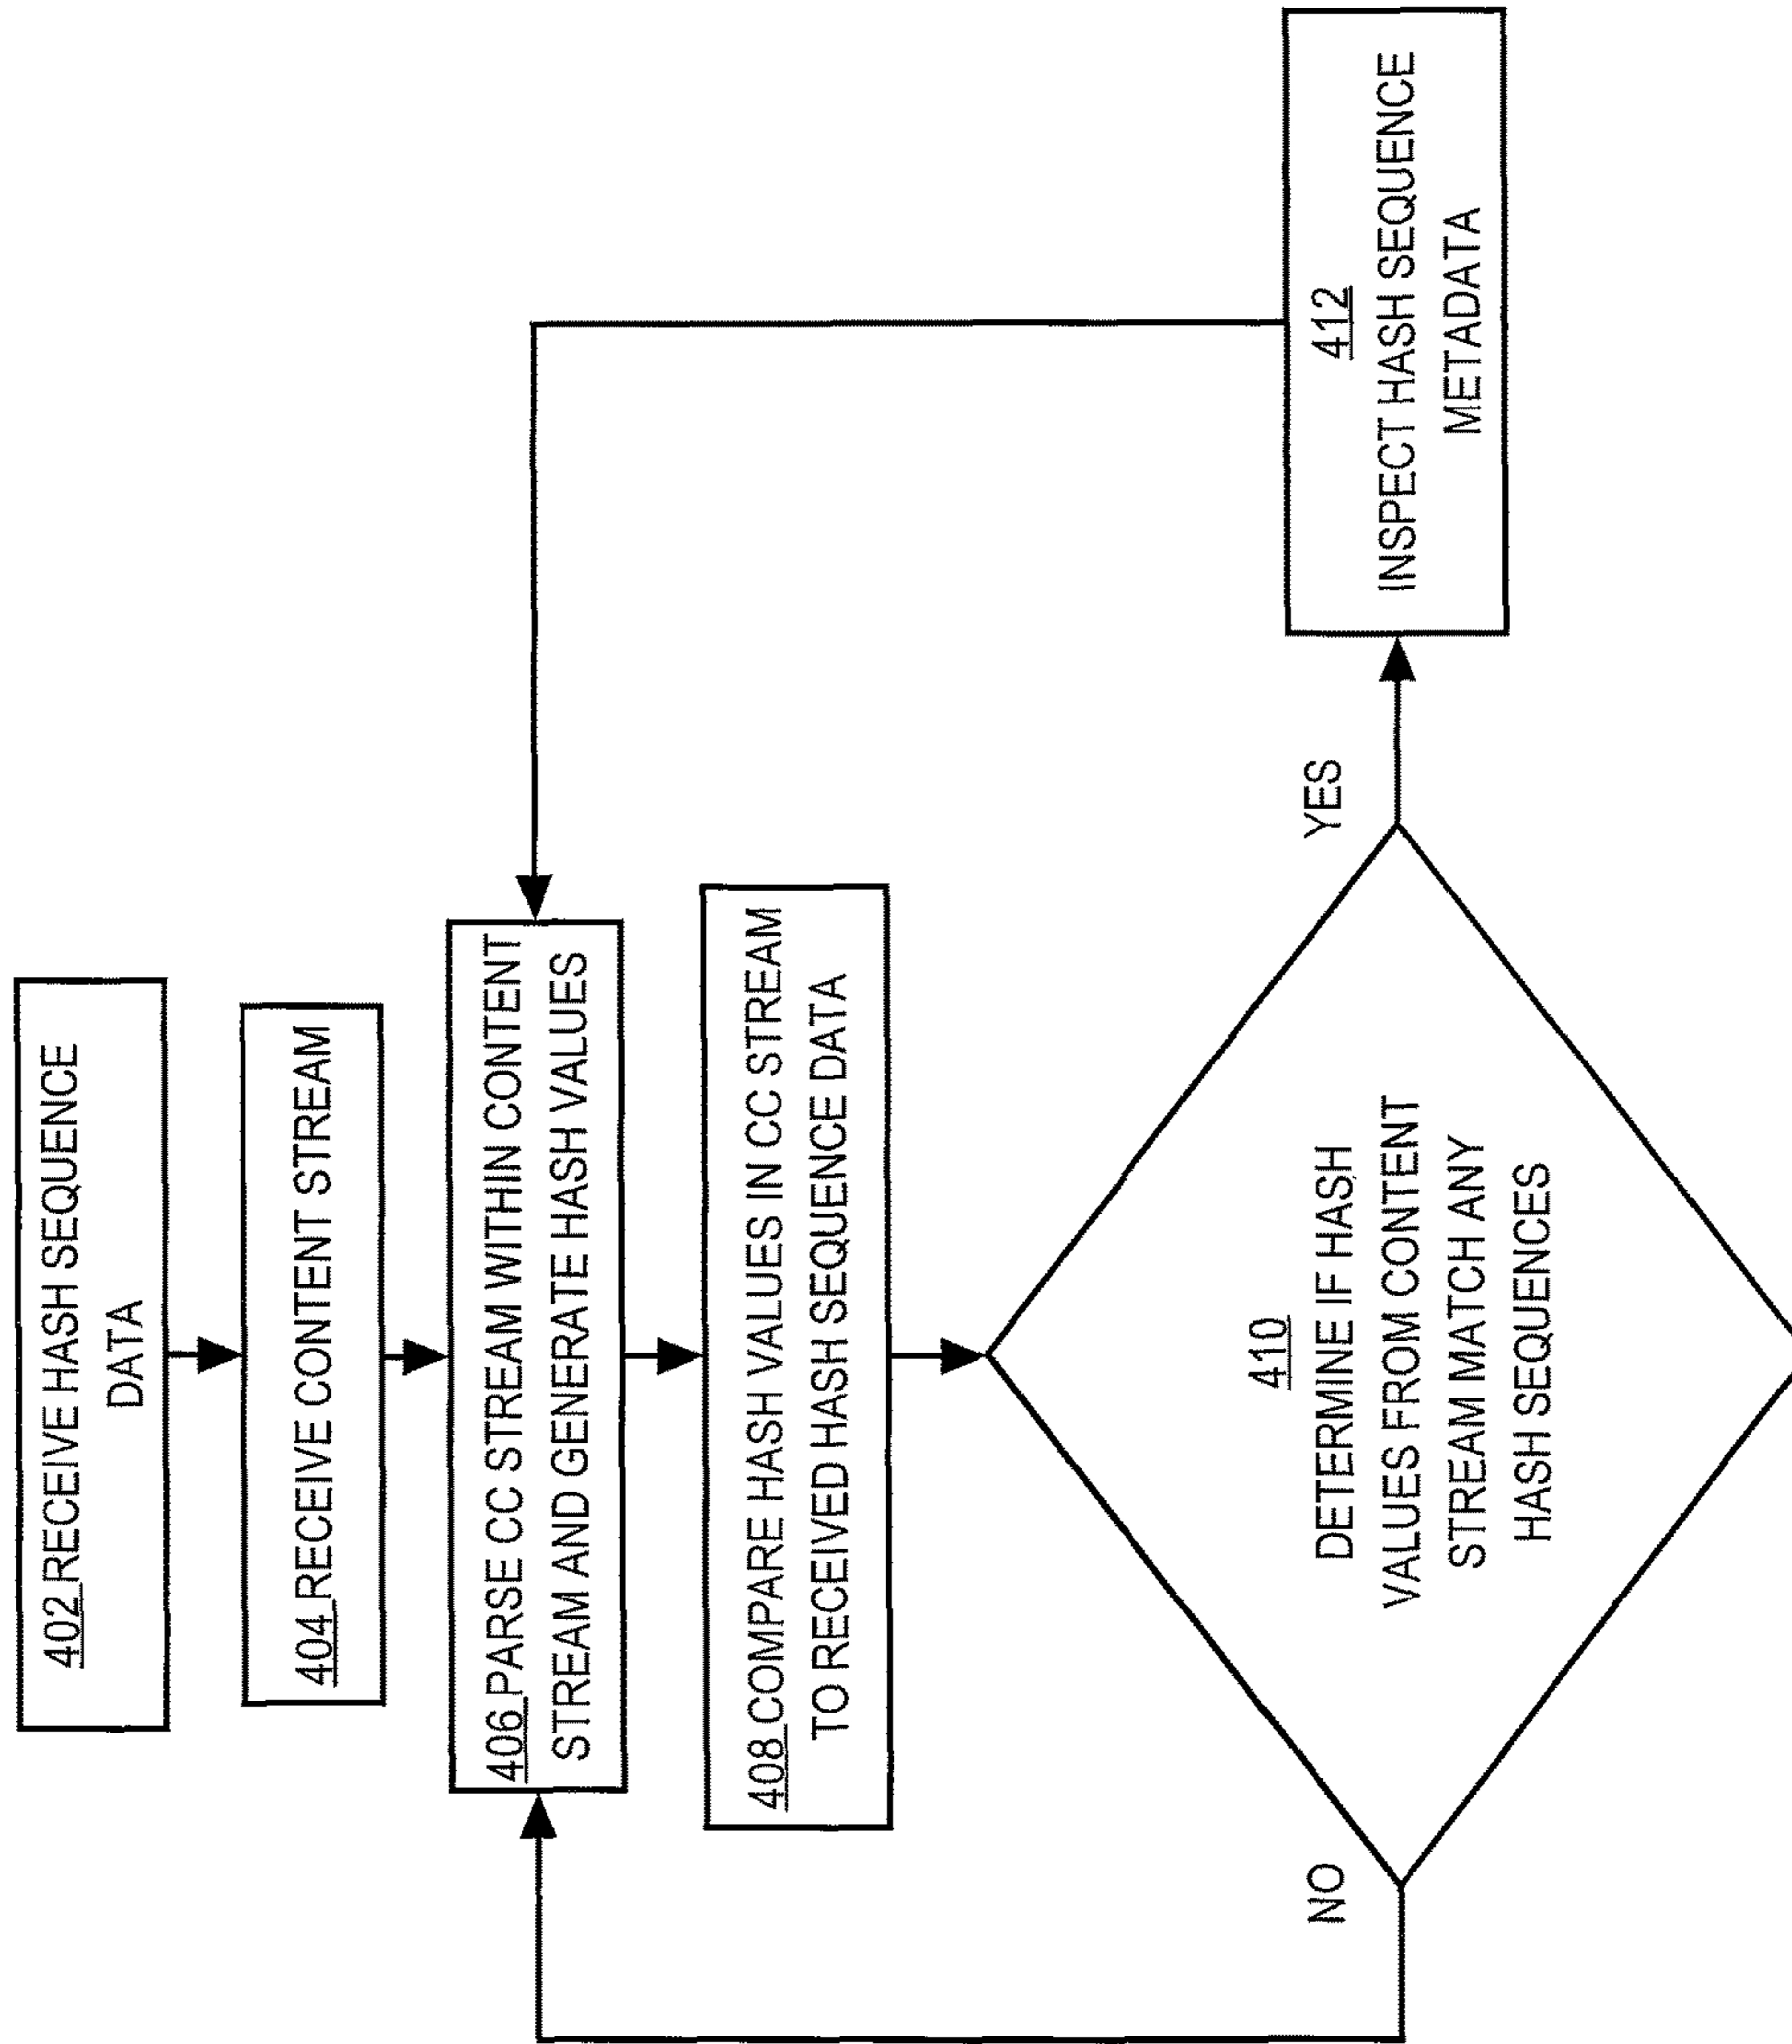 402 RECEIVE HASH SEQUENCE
DATA
404 RECEIVE CONTENT STREAM
406 PARSE CC STREAM WITHIN CONTENT
STREAM AND GENERATE HASH VALUES
408 COMPARE HASH VALUES IN CC STREAM
TO RECEIVED HASH SEQUENCE DATA
410
DETERMINE IF HASH
VALUES FROM CONTENT
STREAM MATCH ANY
HASH SEQUENCES
NO
YES
412
INSPECT HASH SEQUENCE
METADATA